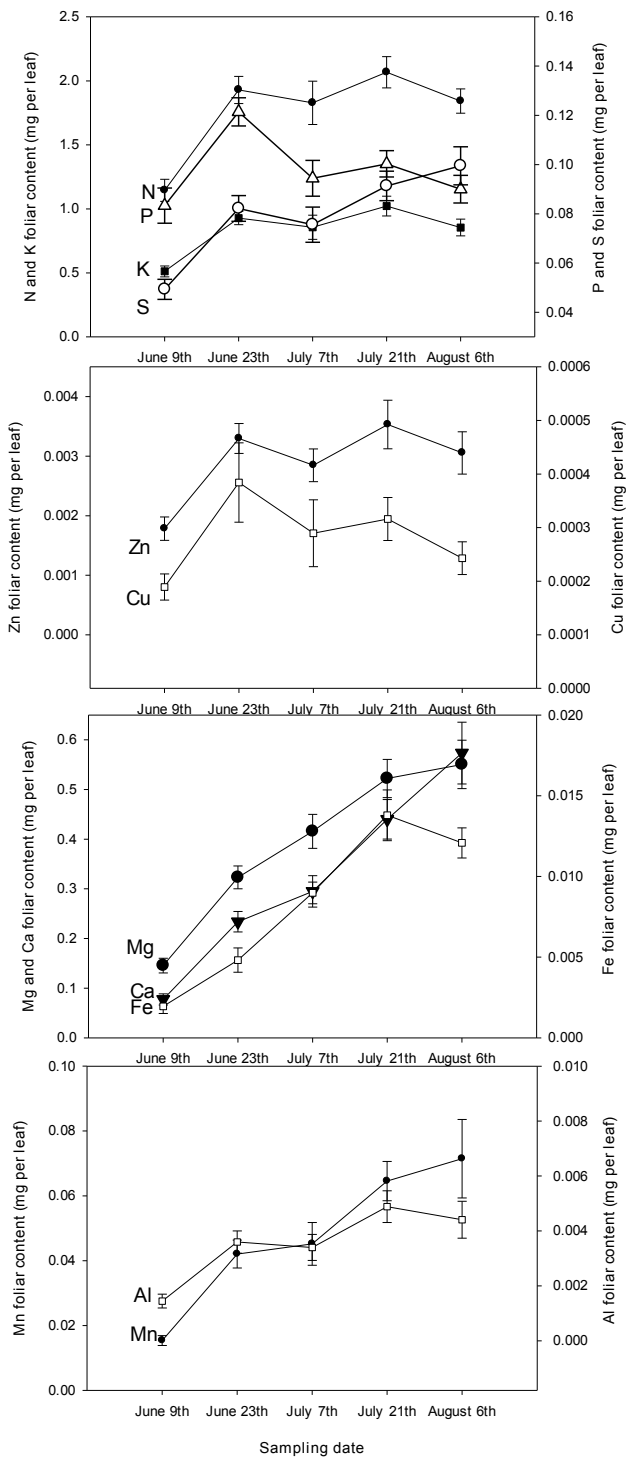 N and K foliar content (mg per leaf)
2.5
2.0
1.5
1.0
0.5
0.0
N
P
K
S
0.16
0.14
0.12
0.10
0.08
0.06
0.04
P and S foliar content (mg per leaf)
June 9th June 23th July 7th July 21th August 6th
Zn foliar content (mg per leaf)
0.004
0.003
0.002
0.001
0.000
Zn
Cu
0.0006
0.0005
0.0004
0.0003
0.0002
0.0001
0.0000
Cu foliar content (mg per leaf)
June 9th June 23th July 7th July 21th August 6th
Mg and Ca foliar content (mg per leaf)
0.6
0.5
0.4
0.3
0.2
0.1
0.0
Mg
Ca
Fe
0.020
0.015
0.010
0.005
0.000
Fe foliar content (mg per leaf)
June 9th June 23th July 7th July 21th August 6th
Mn foliar content (mg per leaf)
0.10
0.08
0.06
0.04
0.02
0.00
Al
Mn
0.010
0.008
0.006
0.004
0.002
0.000
Al foliar content (mg per leaf)
June 9th June 23th July 7th July 21th August 6th
Sampling date